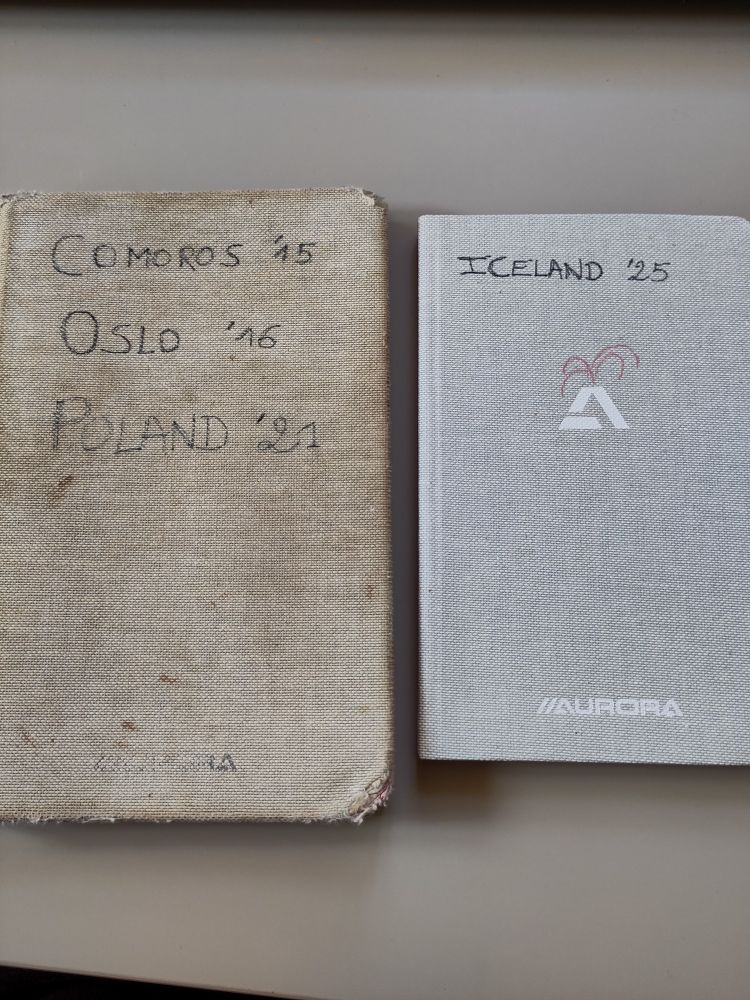 COMOROS '15
OSLO '16
POLAND '21
ICELAND '25
//AURORA